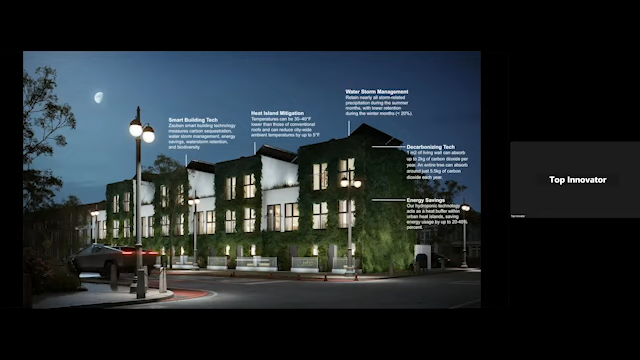 Water Storm Management
Retain nearly all storm-related
precipitation during the summer
months, with lower retention
during the winter months (< 20%).
Heat Island Mitigation
Temperatures can be 30–40°F
lower than those of conventional
roofs and can reduce city-wide
ambient temperatures by up to 5°F
Smart Building Tech
Zauben smart building technology
measures carbon sequestration,
water storm management, energy
savings, waterstorm retention,
and biodiversity
Decarbonizing Tech
1 m2 of living wall can absorb
up to 2kg of carbon dioxide per
year. An entire tree can absorb
around just 5.5kg of carbon
dioxide each year.
Energy Savings
Our hydroponic technology
acts as a heat buffer within
urban heat islands, saving
energy usage by up to 20-40%
percent.
Top Innovator
Top Innovator